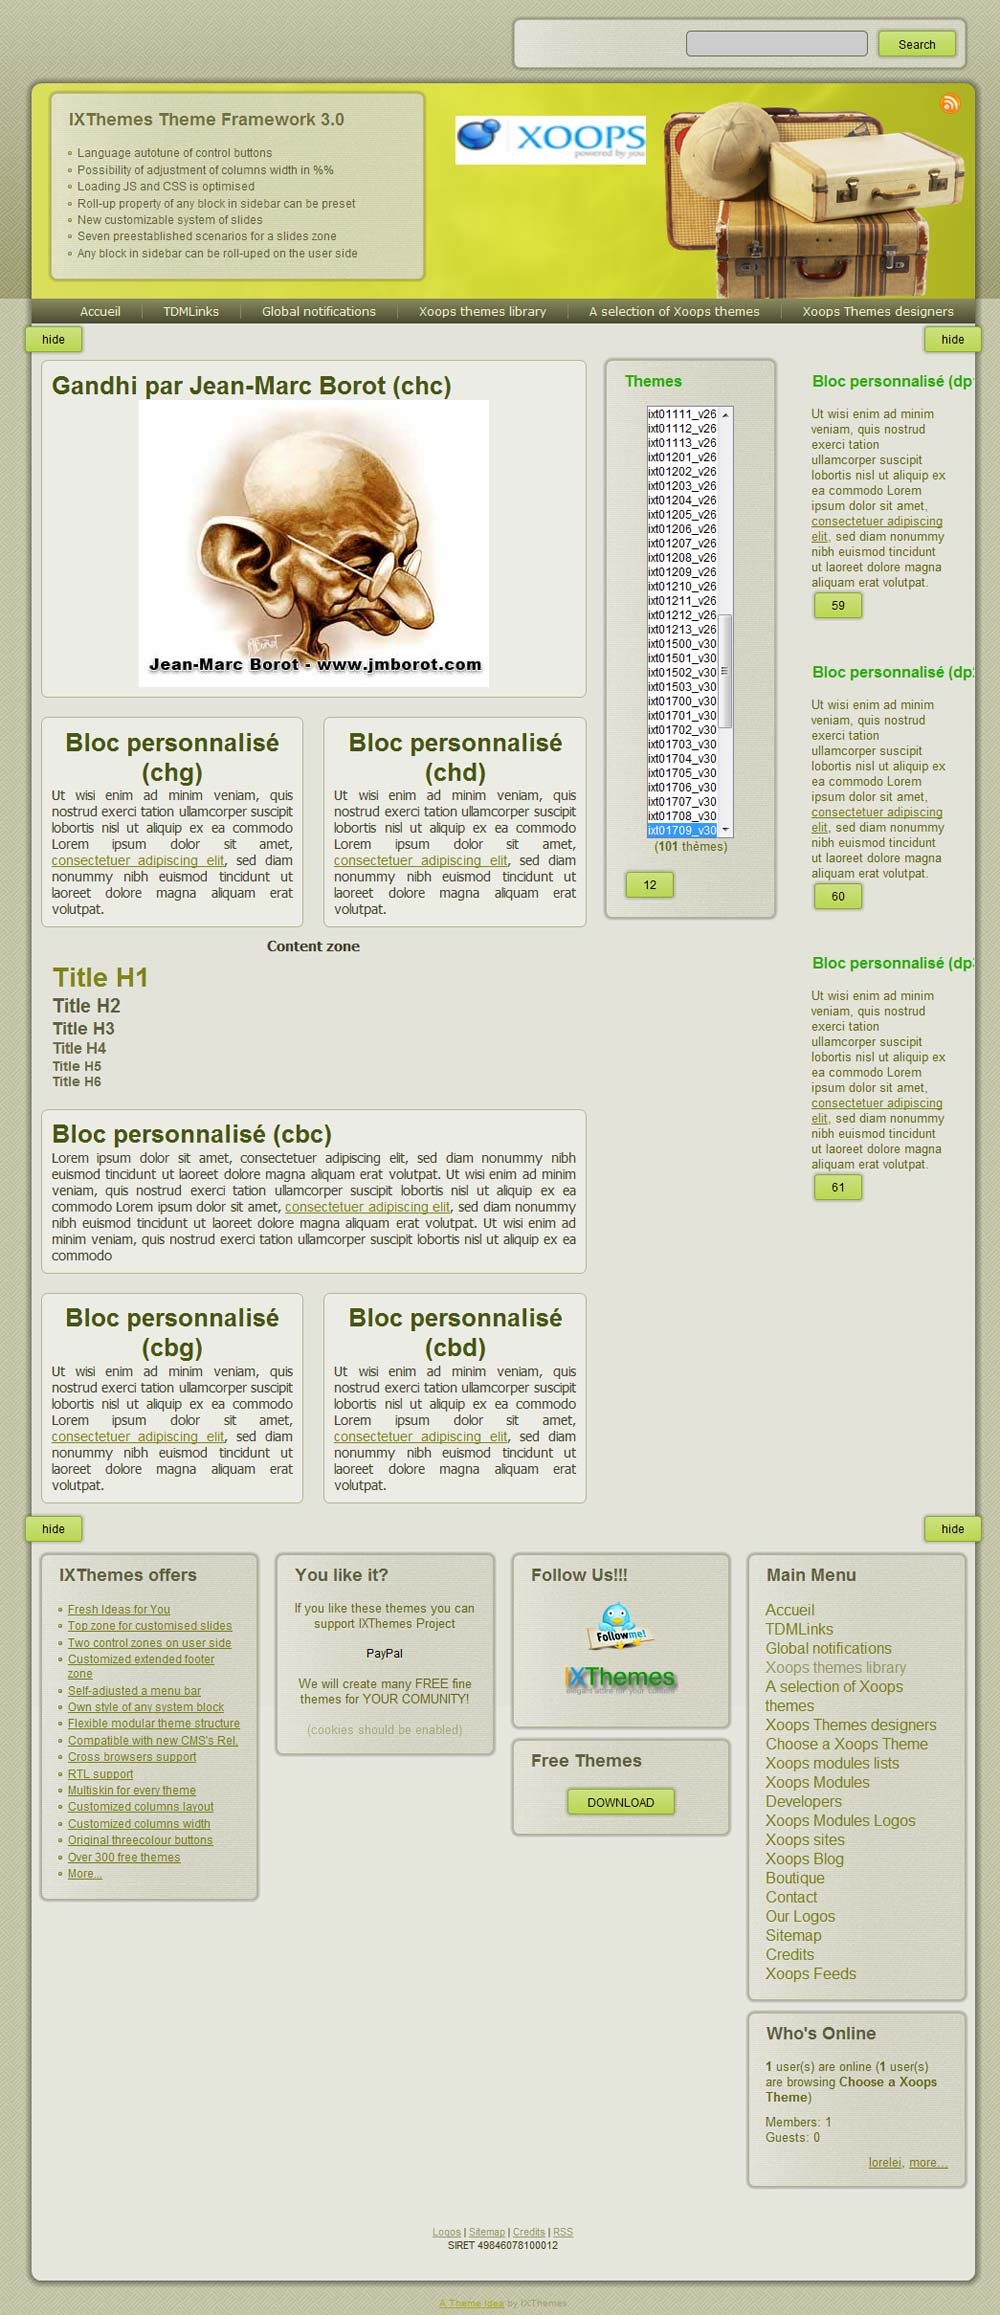 Search
IXThemes Theme Framework 3.0
Language autotune of control buttons
Possibility of adjustment of columns width in %%
Loading JS and CSS is optimised
Roll-up property of any block in sidebar can be preset
New customizable system of slides
Seven preestablished scenarios for a slides zone
Any block in sidebar can be roll-uped on the user side
XOOPS
powered by you
Accueil TDMLinks Global notifications Xoops themes library A selection of Xoops themes Xoops Themes designers
hide
hide
Gandhi par Jean-Marc Borot (chc)
Jean-Marc Borot - www.jmborot.com
Bloc personnalisé
(chg)
Ut wisi enim ad minim veniam, quis
nostrud exerci tation ullamcorper suscipit
lobortis nisl ut aliquip ex ea commodo
Lorem ipsum dolor sit amet,
consectetuer adipiscing elit, sed diam
nonummy nibh euismod tincidunt ut
laoreet dolore magna aliquam erat
volutpat.
Bloc personnalisé
(chd)
Ut wisi enim ad minim veniam, quis
nostrud exerci tation ullamcorper suscipit
lobortis nisl ut aliquip ex ea commodo
Lorem ipsum dolor sit amet,
consectetuer adipiscing elit, sed diam
nonummy nibh euismod tincidunt ut
laoreet dolore magna aliquam erat
volutpat.
Content zone
Title H1
Title H2
Title H3
Title H4
Title H5
Title H6
Bloc personnalisé (cbc)
Lorem ipsum dolor sit amet, consectetuer adipiscing elit, sed diam nonummy nibh
euismod tincidunt ut laoreet dolore magna aliquam erat volutpat. Ut wisi enim ad minim
veniam, quis nostrud exerci tation ullamcorper suscipit lobortis nisl ut aliquip ex ea
commodo Lorem ipsum dolor sit amet, consectetuer adipiscing elit, sed diam nonummy
nibh euismod tincidunt ut laoreet dolore magna aliquam erat volutpat. Ut wisi enim ad
minim veniam, quis nostrud exerci tation ullamcorper suscipit lobortis nisl ut aliquip ex ea
commodo
Bloc personnalisé
(cbg)
Ut wisi enim ad minim veniam, quis
nostrud exerci tation ullamcorper suscipit
lobortis nisl ut aliquip ex ea commodo
Lorem ipsum dolor sit amet,
consectetuer adipiscing elit, sed diam
nonummy nibh euismod tincidunt ut
laoreet dolore magna aliquam erat
volutpat.
Bloc personnalisé
(cbd)
Ut wisi enim ad minim veniam, quis
nostrud exerci tation ullamcorper suscipit
lobortis nisl ut aliquip ex ea commodo
Lorem ipsum dolor sit amet,
consectetuer adipiscing elit, sed diam
nonummy nibh euismod tincidunt ut
laoreet dolore magna aliquam erat
volutpat.
Themes
ixt01111_v26
ixt01112_v26
ixt01113_v26
ixt01201_v26
ixt01202_v26
ixt01203_v26
ixt01204_v26
ixt01205_v26
ixt01206_v26
ixt01207_v26
ixt01208_v26
ixt01209_v26
ixt01210_v26
ixt01211_v26
ixt01212_v26
ixt01213_v26
ixt01500_v30
ixt01501_v30
ixt01502_v30
ixt01503_v30
ixt01700_v30
ixt01701_v30
ixt01702_v30
ixt01703_v30
ixt01704_v30
ixt01705_v30
ixt01706_v30
ixt01707_v30
ixt01708_v30
ixt01709_v30
(101 thèmes)
12
Bloc personnalisé (dp
Ut wisi enim ad minim
veniam, quis nostrud
exerci tation
ullamcorper suscipit
lobortis nisl ut aliquip ex
ea commodo Lorem
ipsum dolor sit amet,
consectetuer adipiscing
elit, sed diam nonummy
nibh euismod tincidunt
ut laoreet dolore magna
aliquam erat volutpat.
59
Bloc personnalisé (dp
Ut wisi enim ad minim
veniam, quis nostrud
exerci tation
ullamcorper suscipit
lobortis nisl ut aliquip ex
ea commodo Lorem
ipsum dolor sit amet,
consectetuer adipiscing
elit, sed diam nonummy
nibh euismod tincidunt
ut laoreet dolore magna
aliquam erat volutpat.
60
Bloc personnalisé (dp
Ut wisi enim ad minim
veniam, quis nostrud
exerci tation
ullamcorper suscipit
lobortis nisl ut aliquip ex
ea commodo Lorem
ipsum dolor sit amet,
consectetuer adipiscing
elit, sed diam nonummy
nibh euismod tincidunt
ut laoreet dolore magna
aliquam erat volutpat.
61
hide
hide
IXThemes offers
Fresh Ideas for You
Top zone for customised slides
Two control zones on user side
Customized extended footer
zone
Self-adjusted a menu bar
Own style of any system block
Flexible modular theme structure
Compatible with new CMS's Rel.
Cross browsers support
RTL support
Multiskin for every theme
Customized columns layout
Customized columns width
Original threecolour buttons
Over 300 free themes
More...
You like it?
If you like these themes you can
support IXThemes Project
PayPal
We will create many FREE fine
themes for YOUR COMUNITY!
(cookies should be enabled)
Follow Us!!!
Followme!
IXThemes
Free Themes
DOWNLOAD
Main Menu
Accueil
TDMLinks
Global notifications
Xoops themes library
A selection of Xoops
themes
Xoops Themes designers
Choose a Xoops Theme
Xoops modules lists
Xoops Modules
Developers
Xoops Modules Logos
Xoops sites
Xoops Blog
Boutique
Contact
Our Logos
Sitemap
Credits
Xoops Feeds
Who's Online
1 user(s) are online (1 user(s)
are browsing Choose a Xoops
Theme)
Members: 1
Guests: 0
lorelei, more...
Logos | Sitemap | Credits | RSS
SIRET 49846078100012
A Theme Idea by IXThemes